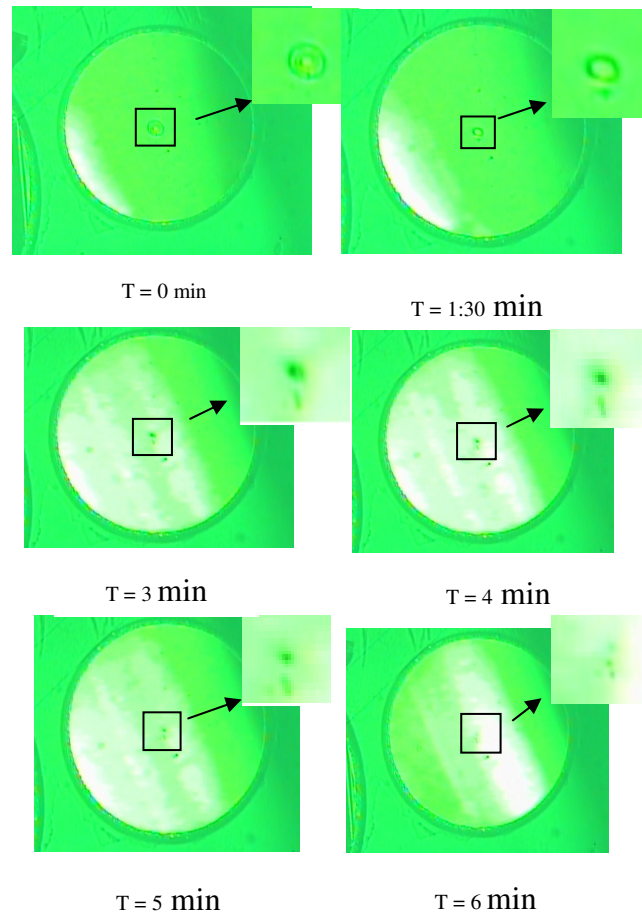 T = 0 min
T = 1:30 min
T = 3 min
T = 4 min
T = 5 min
T = 6 min